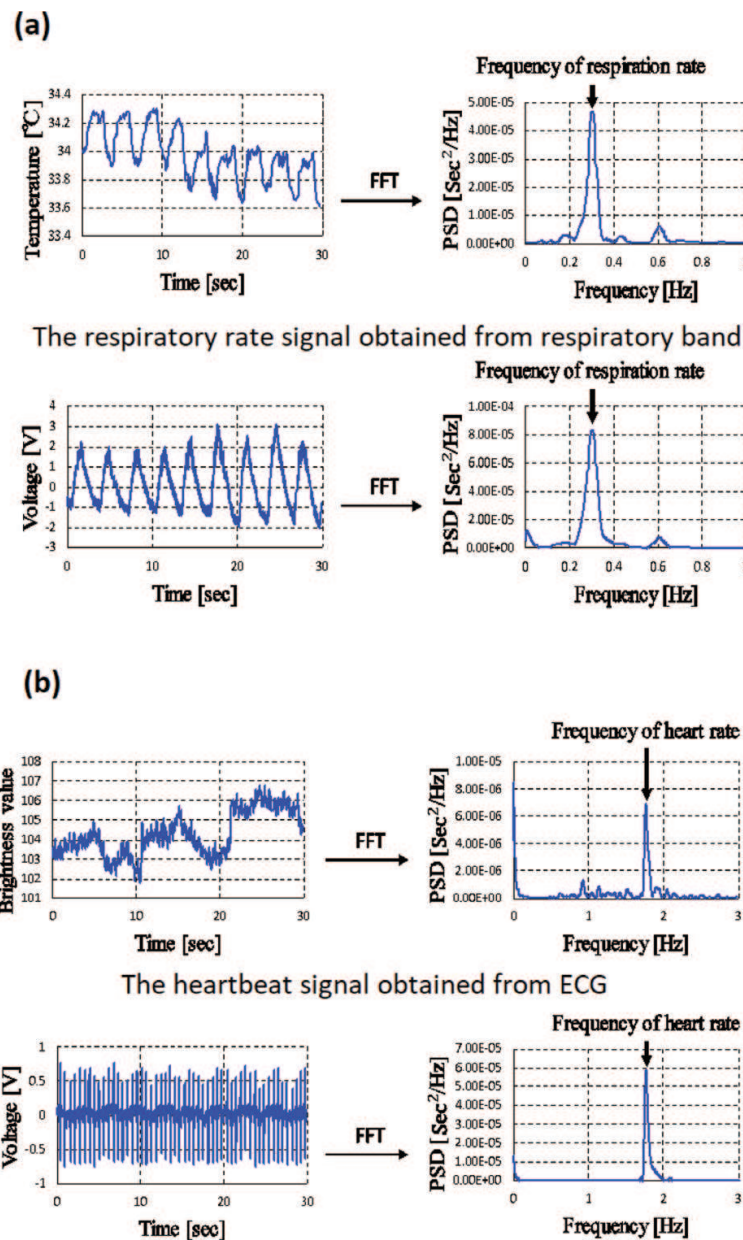 (a)
Frequency of respiration rate
Temperature [℃]
34.4
34.2
34
33.8
33.6
33.4
0
10
20
30
Time [sec]
FFT
PSD [Sec²/Hz]
5.00E-05
4.00E-05
3.00E-05
2.00E-05
1.00E-05
0.00E+00
0
0.2
0.4
0.6
0.8
Frequency [Hz]
The respiratory rate signal obtained from respiratory band
Frequency of respiration rate
Voltage [V]
4
3
2
1
0
-1
-2
-3
0
10
20
30
Time [sec]
FFT
PSD [Sec²/Hz]
1.00E-04
8.00E-05
6.00E-05
4.00E-05
2.00E-05
0.00E+00
0
0.2
0.4
0.6
0.8
Frequency [Hz]
(b)
Frequency of heart rate
Brightness value
108
107
106
105
104
103
102
101
0
10
20
30
Time [sec]
FFT
PSD [Sec²/Hz]
1.00E-05
8.00E-06
6.00E-06
4.00E-06
2.00E-06
0.00E+00
0
1
2
3
Frequency [Hz]
The heartbeat signal obtained from ECG
Frequency of heart rate
Voltage [V]
1
0.5
0
-0.5
-1
0
10
20
30
Time [sec]
FFT
PSD [Sec²/Hz]
7.00E-05
6.00E-05
5.00E-05
4.00E-05
3.00E-05
2.00E-05
1.00E-05
0.00E+00
0
1
2
3
Frequency [Hz]